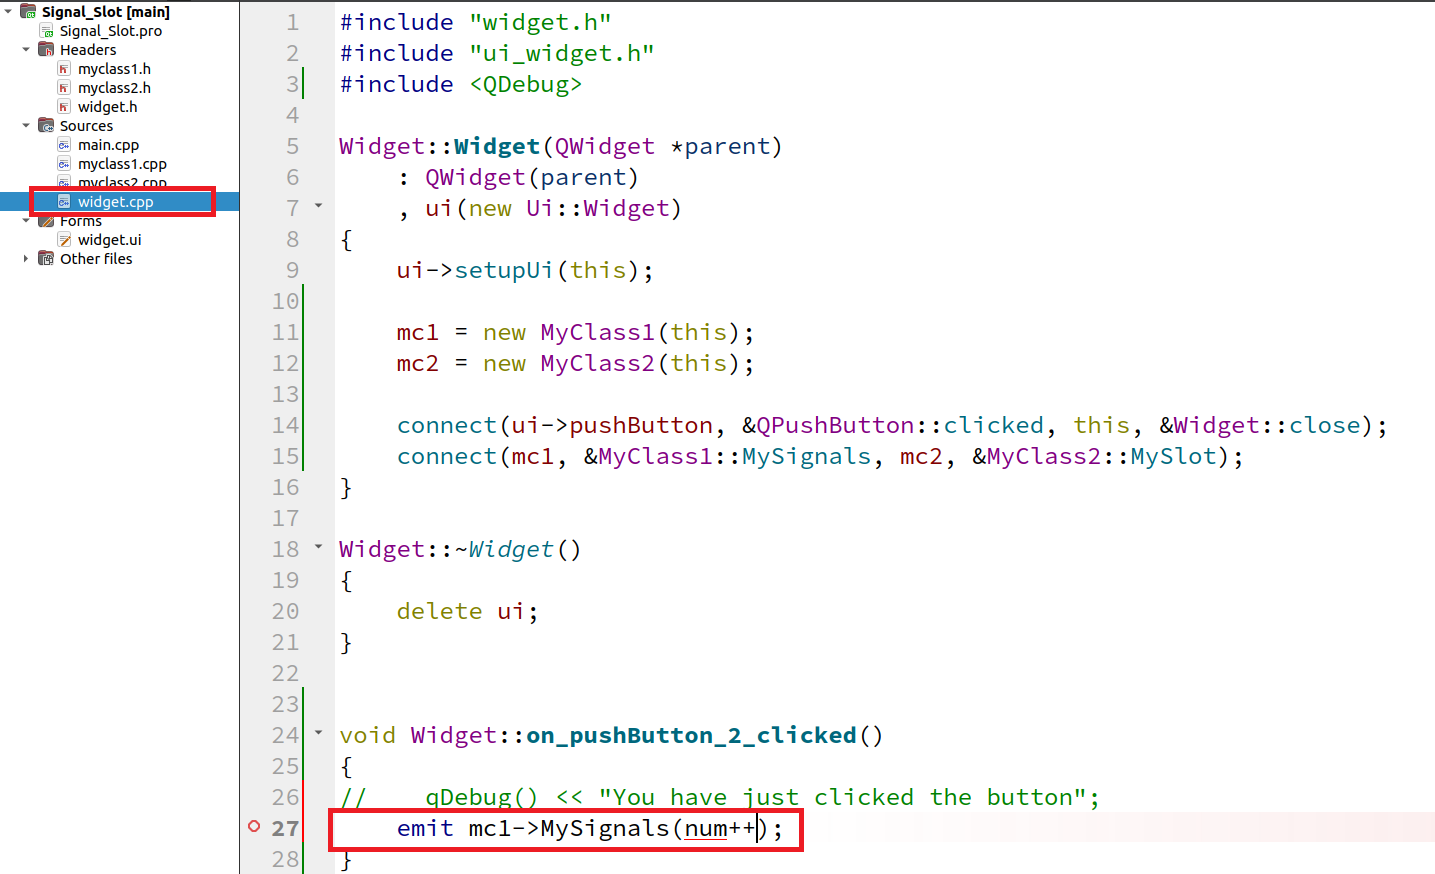 Signal_Slot [main]
Signal_Slot.pro
Headers
myclass1.h
myclass2.h
widget.h
Sources
main.cpp
myclass1.cpp
myclass2.cpp
widget.cpp
Forms
widget.ui
Other files
1 #include "widget.h"
2 #include "ui_widget.h"
3 #include <QDebug>
4
5 Widget::Widget(QWidget *parent)
6     : QWidget(parent)
7     , ui(new Ui::Widget)
8 {
9     ui->setupUi(this);
10
11     mc1 = new MyClass1(this);
12     mc2 = new MyClass2(this);
13
14     connect(ui->pushButton, &QPushButton::clicked, this, &Widget::close);
15     connect(mc1, &MyClass1::MySignals, mc2, &MyClass2::MySlot);
16 }
17
18 Widget::~Widget()
19 {
20     delete ui;
21 }
22
23
24 void Widget::on_pushButton_2_clicked()
25 {
26 //    qDebug() << "You have just clicked the button";
27     emit mc1->MySignals(num++);
28 }